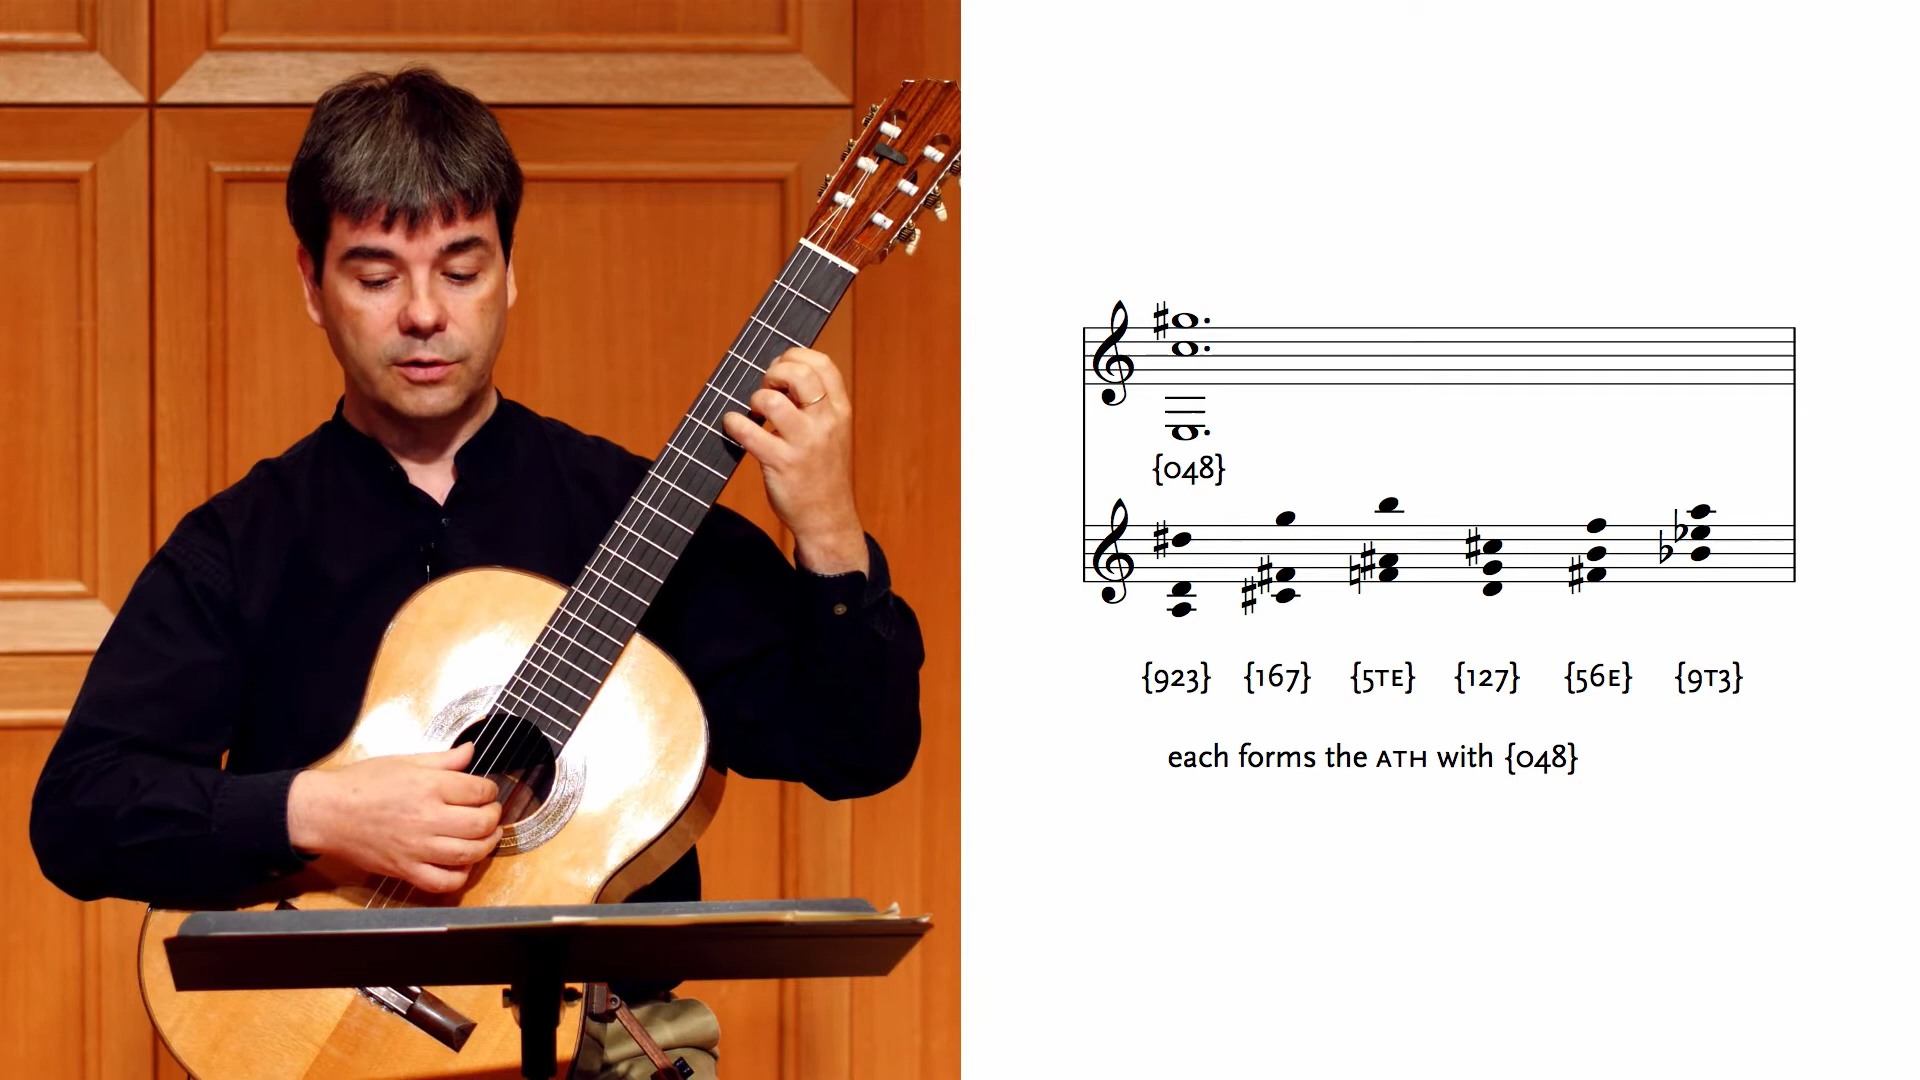 {048}
{923} {167} {5TE} {127} {56E} {9T3}
each forms the ATH with {048}